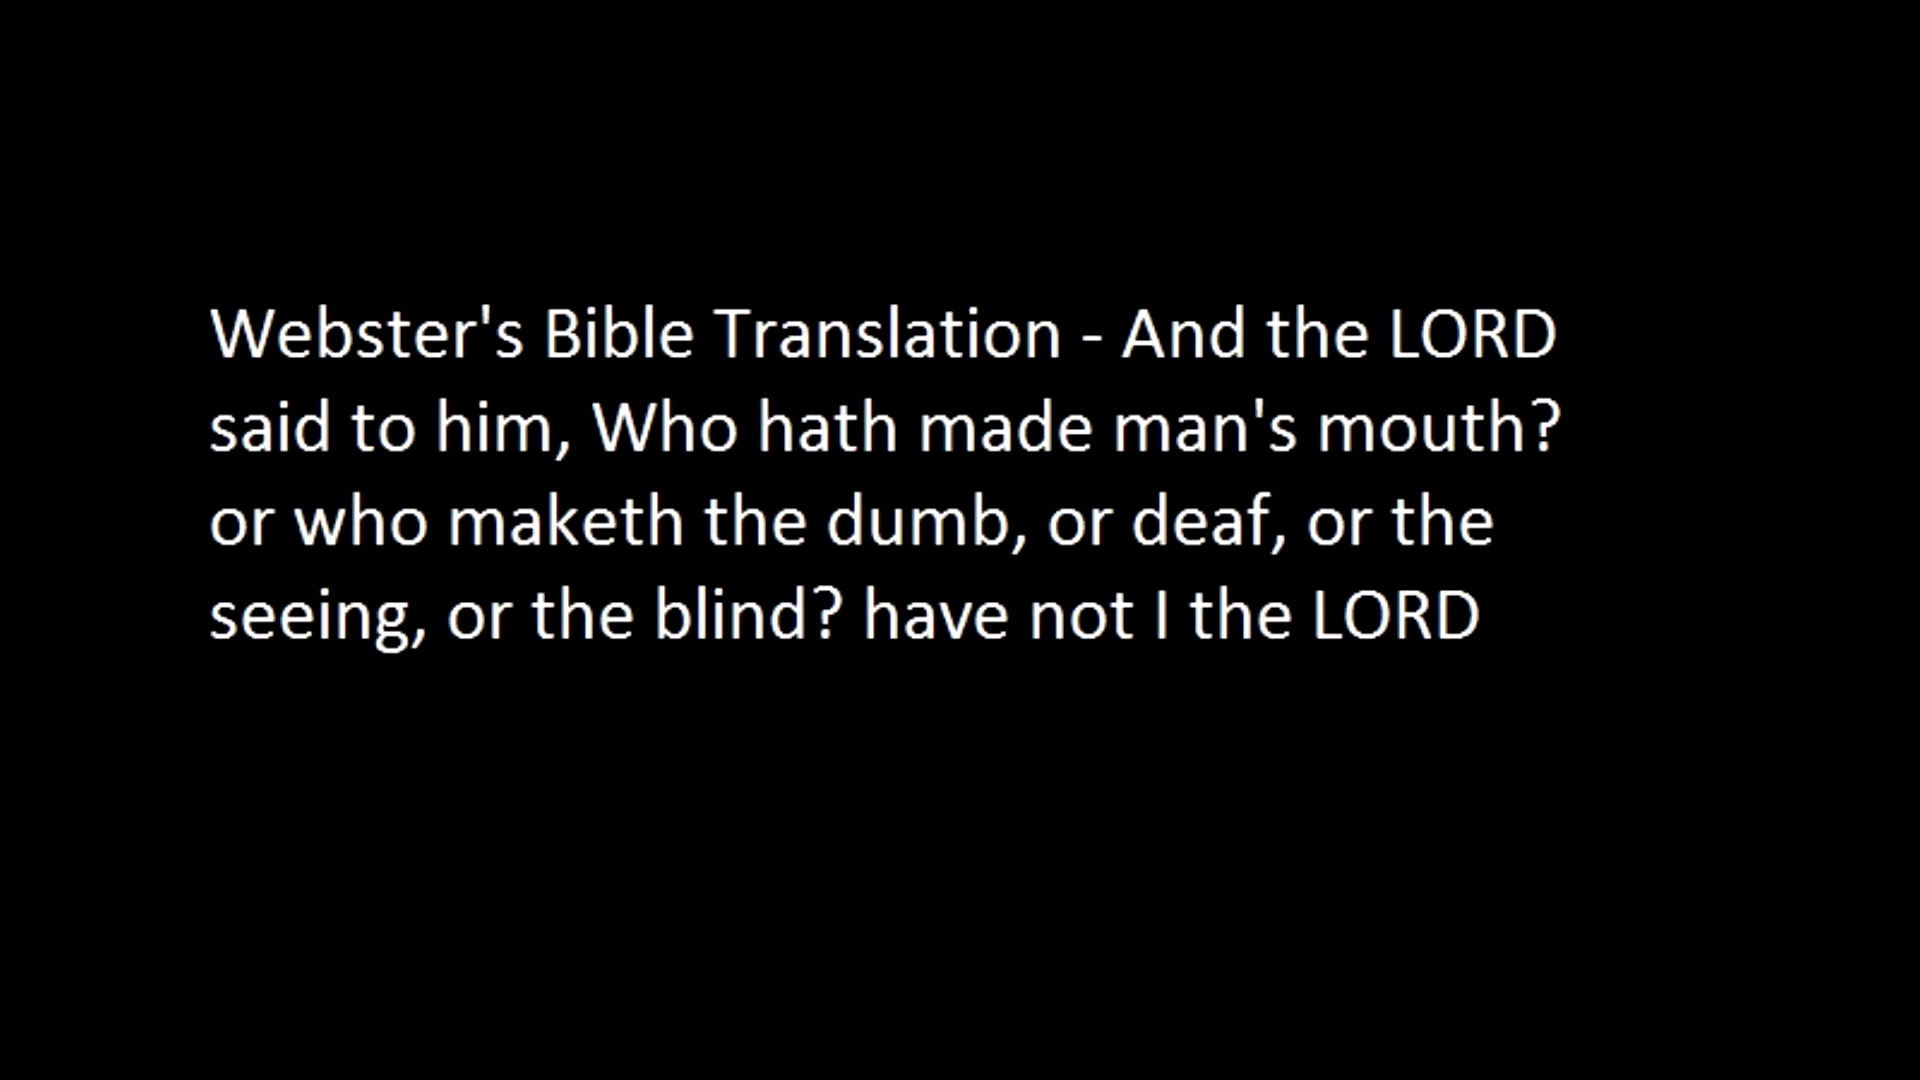 Webster's Bible Translation - And the LORD
said to him, Who hath made man's mouth?
or who maketh the dumb, or deaf, or the
seeing, or the blind? have not I the LORD